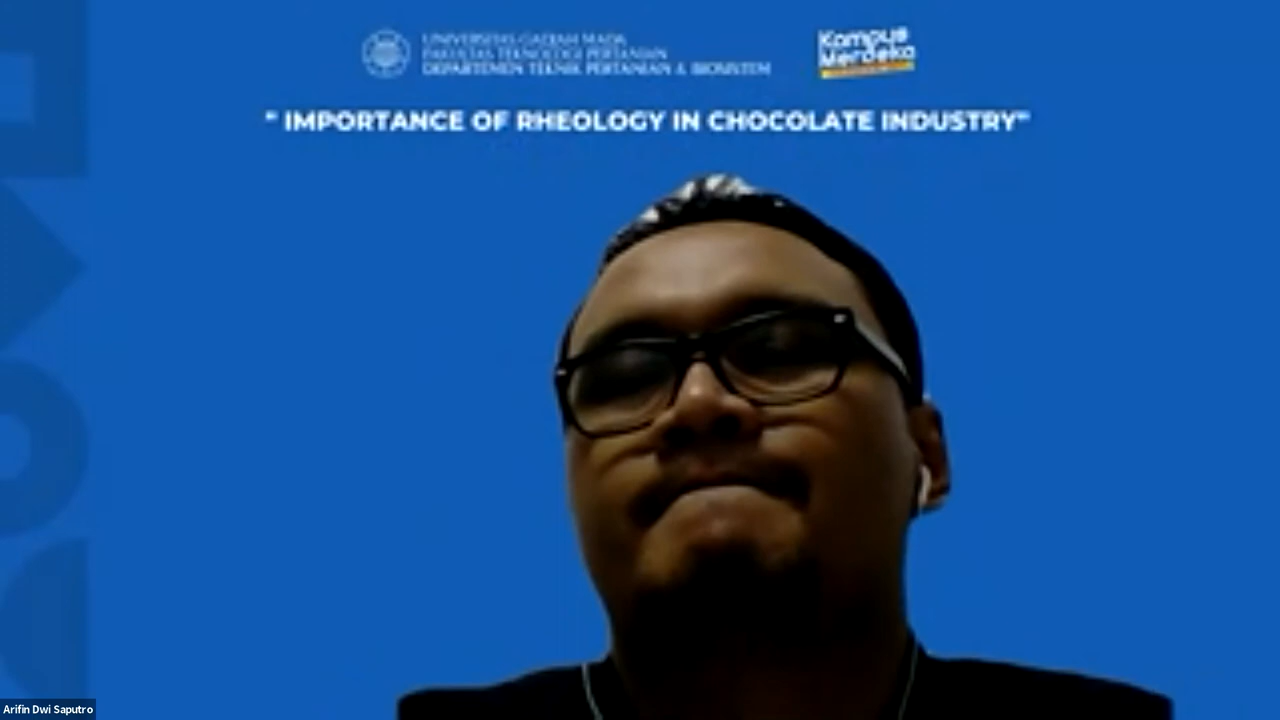 UNIVERSITAS GADJAH MADA
FAKULTAS TEKNOLOGI PERTANIAN
DEPARTEMEN TEKNIK PERTANIAN & BIOSISTEM
Kampus
Merdeka
" IMPORTANCE OF RHEOLOGY IN CHOCOLATE INDUSTRY"
Arifin Dwi Saputro